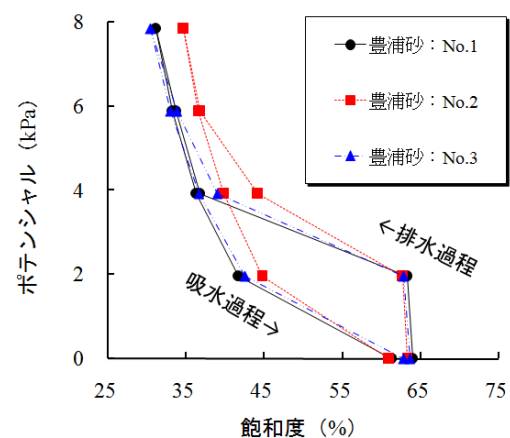 8
6
4
2
0
ポテンシャル (kPa)
豊浦砂:No.1
豊浦砂:No.2
豊浦砂:No.3
←排水過程
吸水過程→
25 35 45 55 65 75
飽和度 (%)